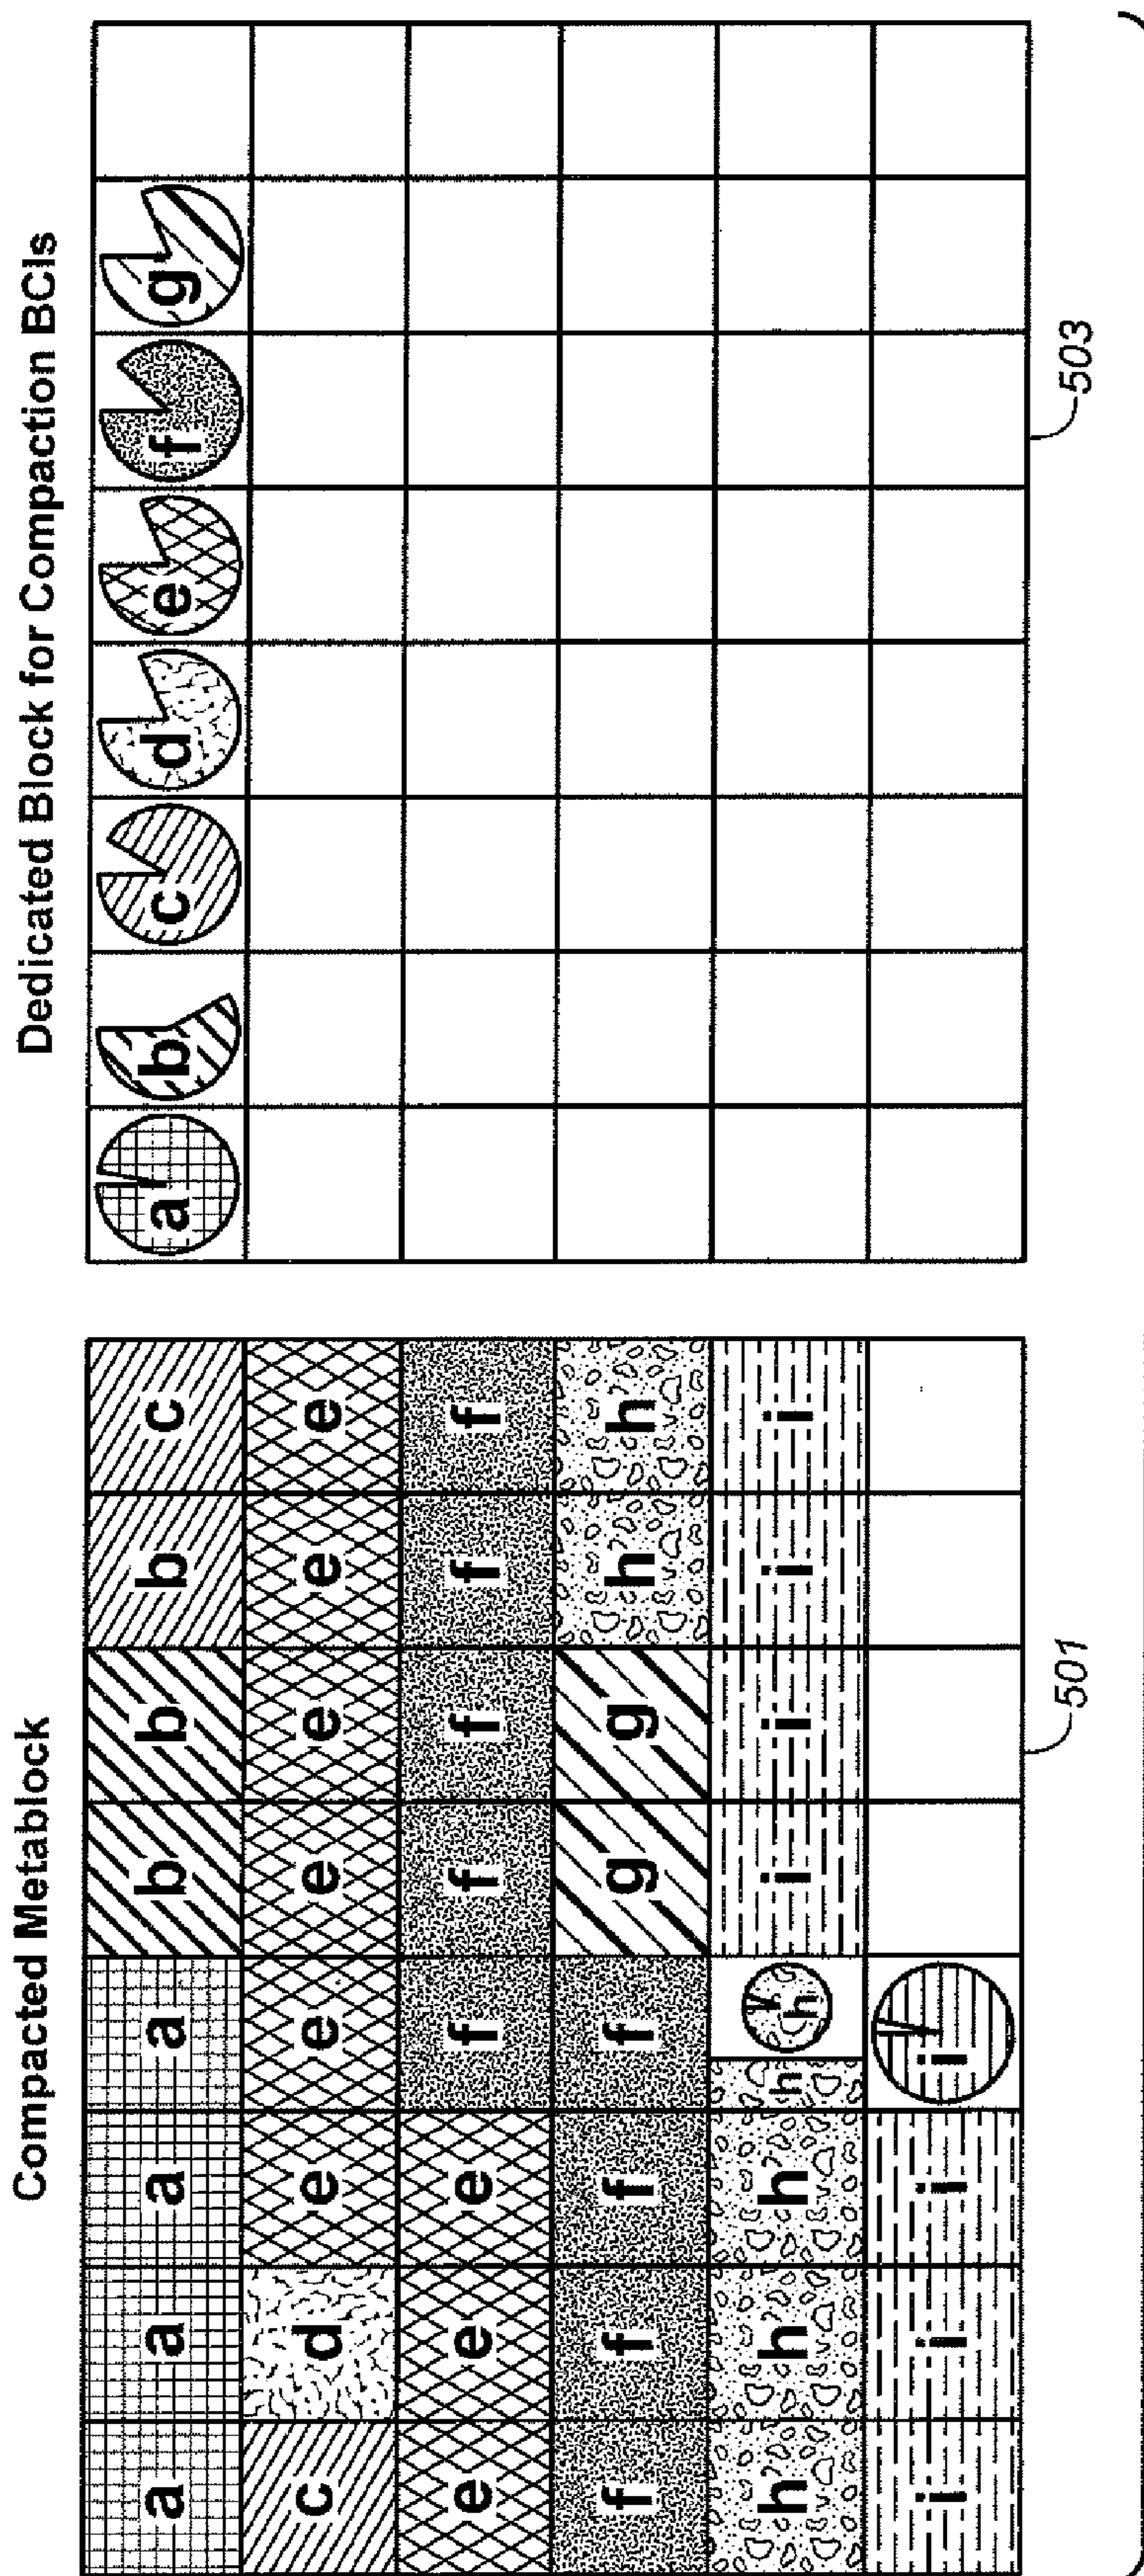 Compacted Metablock
a a a a b b b c
c d e e e e e e
e e e f f f f f
f f f f g g h h
h h h h h i i i i
i i i i
501
Dedicated Block for Compaction BCIs
a b c d e f g
503